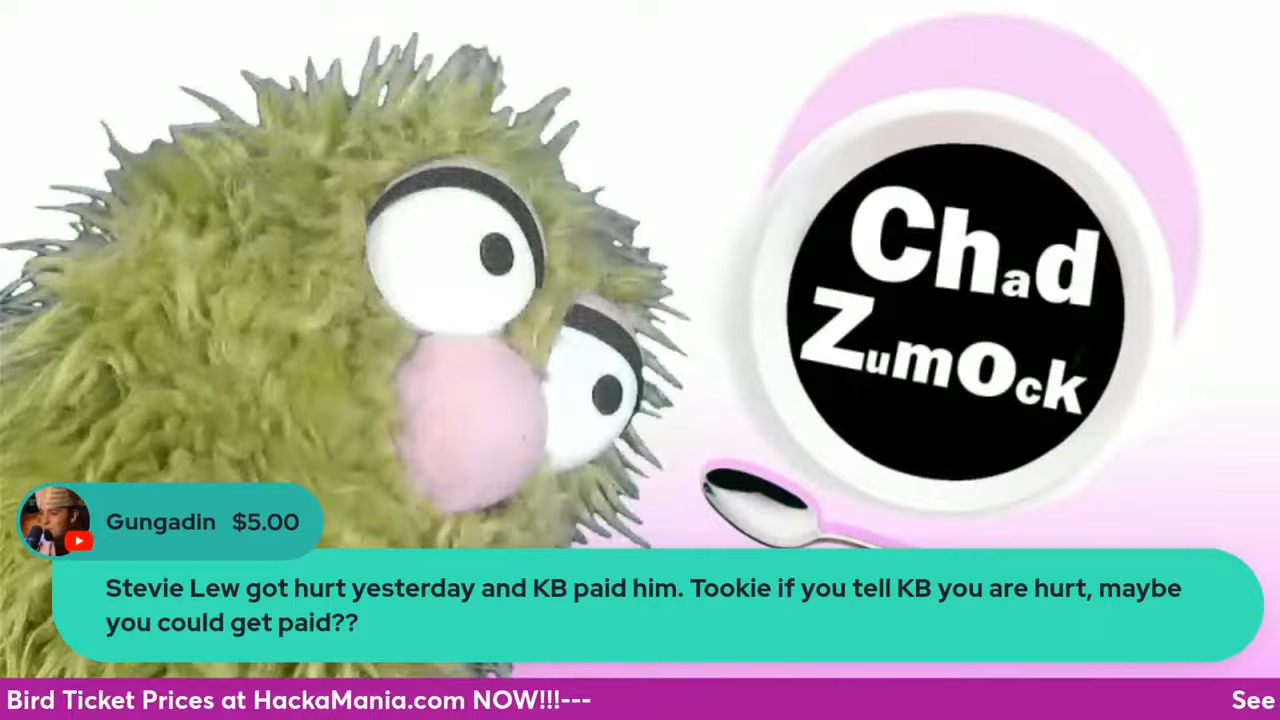 Chad
Zumock
Gungadin $5.00
Stevie Lew got hurt yesterday and KB paid him. Tookie if you tell KB you are hurt, maybe
you could get paid??
Bird Ticket Prices at HackaMania.com NOW!!!--- See